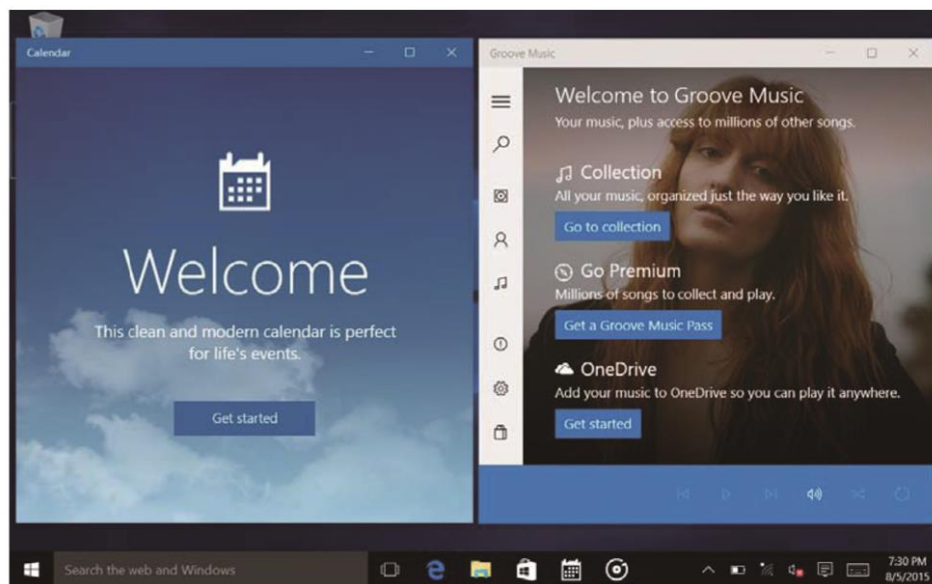 Calendar
Welcome
This clean and modern calendar is perfect
for life's events.
Get started
Groove Music
Welcome to Groove Music
Your music, plus access to millions of other songs.
Collection
All your music, organized just the way you like it.
Go to collection
Go Premium
Millions of songs to collect and play.
Get a Groove Music Pass
OneDrive
Add your music to OneDrive so you can play it anywhere.
Get started
Search the web and Windows
7:30 PM
8/5/2015